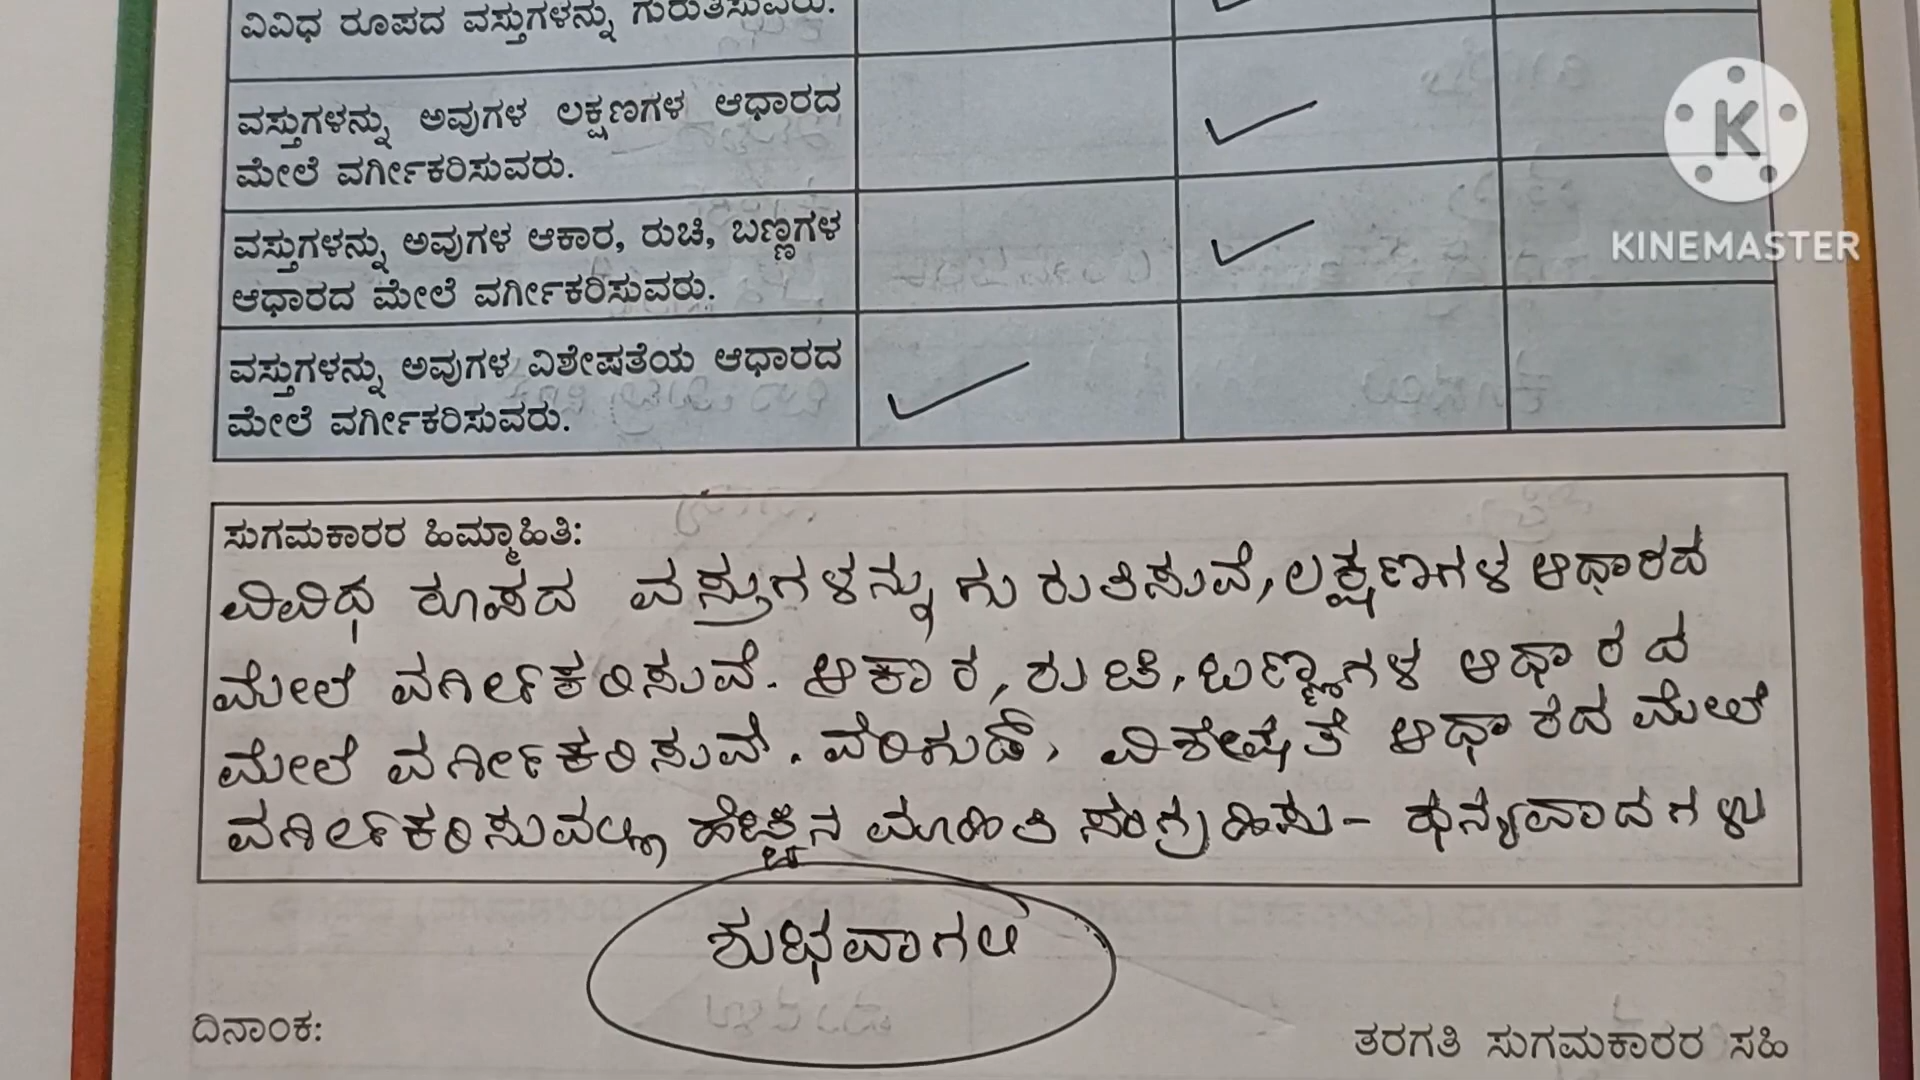 ವಿವಿಧ ರೂಪದ ವಸ್ತುಗಳನ್ನು ಗುರುತಿಸುವರು.
ವಸ್ತುಗಳನ್ನು ಅವುಗಳ ಲಕ್ಷಣಗಳ ಆಧಾರದ
ಮೇಲೆ ವರ್ಗೀಕರಿಸುವರು.
ವಸ್ತುಗಳನ್ನು ಅವುಗಳ ಆಕಾರ, ರುಚಿ, ಬಣ್ಣಗಳ
ಆಧಾರದ ಮೇಲೆ ವರ್ಗೀಕರಿಸುವರು.
ವಸ್ತುಗಳನ್ನು ಅವುಗಳ ವಿಶೇಷತೆಯ ಆಧಾರದ
ಮೇಲೆ ವರ್ಗೀಕರಿಸುವರು.
KINEMASTER
ಸುಗಮಕಾರರ ಹಿಮ್ಮಾಹಿತಿ:
ವಿವಿಧ ರೂಪದ ವಸ್ತುಗಳನ್ನು ಗುರುತಿಸುವೆ, ಲಕ್ಷಣಗಳ ಆಧಾರದ
ಮೇಲೆ ವರ್ಗೀಕರಿಸುವೆ. ಆಕಾರ, ರುಚಿ, ಬಣ್ಣಗಳ ಆಧಾರದ
ಮೇಲೆ ವರ್ಗೀಕರಿಸುವೆ. ವೆರಿಗುಡ್, ವಿಶೇಷತೆ ಆಧಾರದ ಮೇಲೆ
ಹೆಚ್ಚಿನ ಮಾಹಿತಿ ಸಂಗ್ರಹಿಸು - ಧನ್ಯವಾದಗಳು
ಶುಭವಾಗಲಿ
ದಿನಾಂಕ:
ತರಗತಿ ಸುಗಮಕಾರರ ಸಹಿ